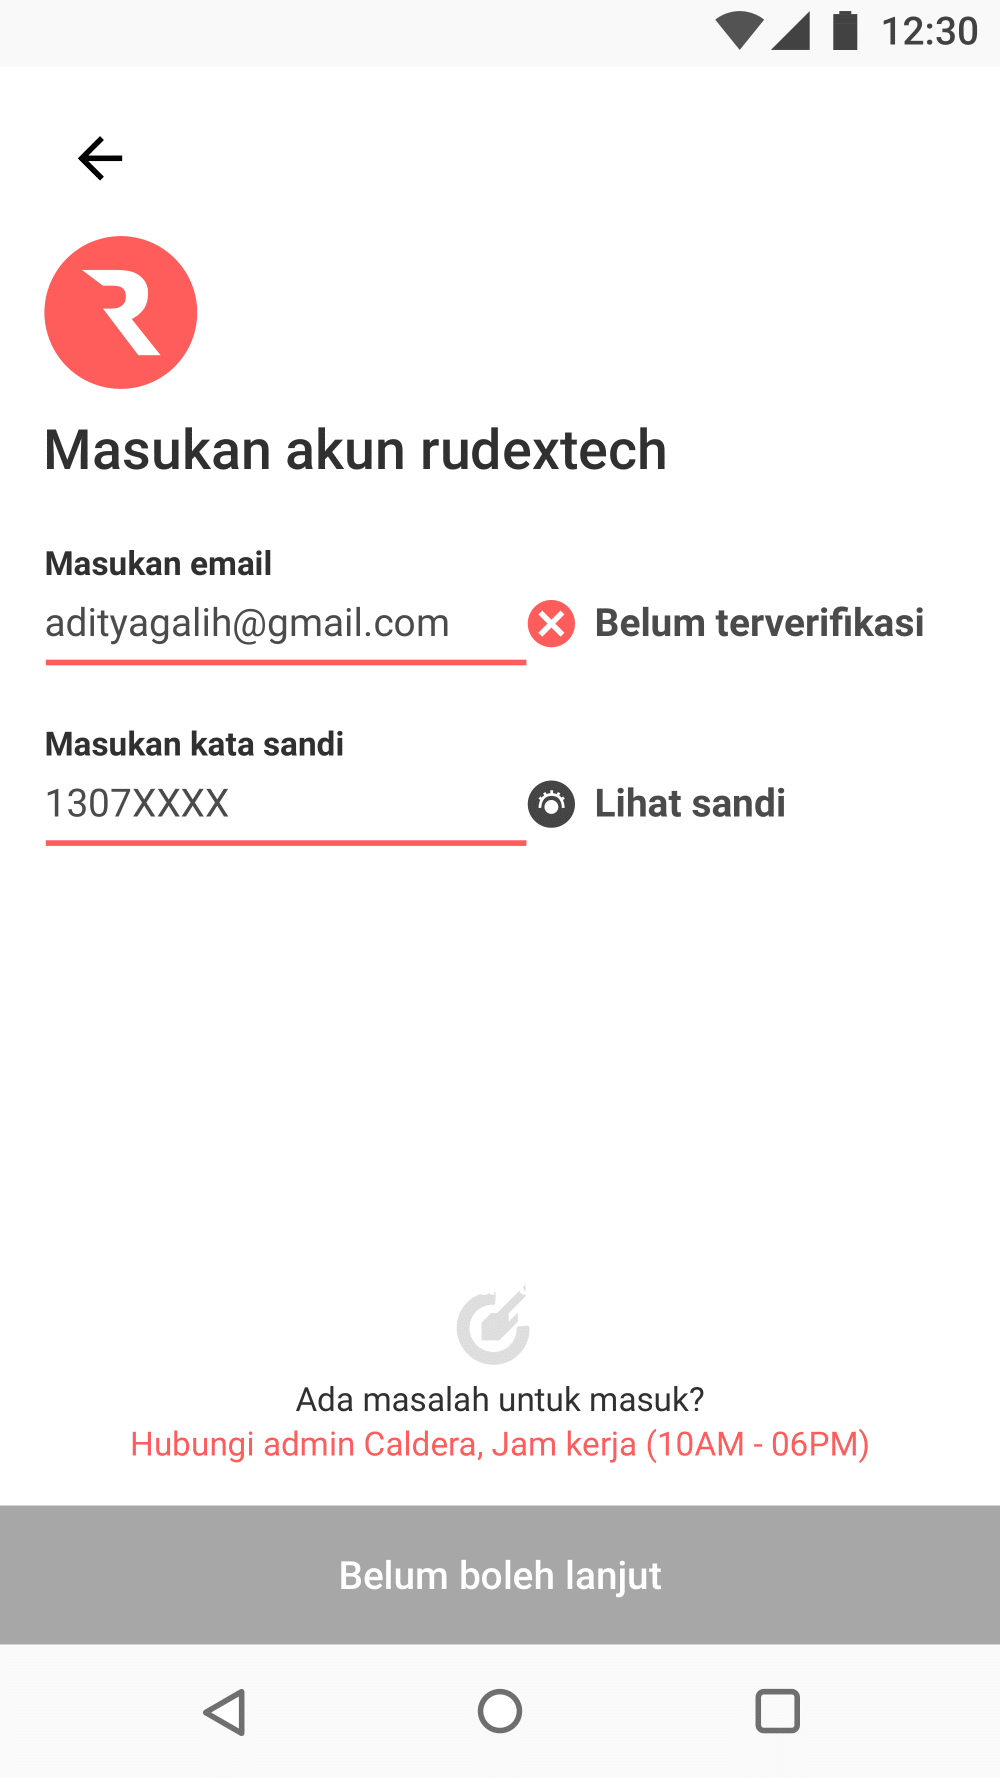 12:30
Masukan akun rudextech
Masukan email
adityagalih@gmail.com
Belum terverifikasi
Masukan kata sandi
1307XXXX
Lihat sandi
Ada masalah untuk masuk?
Hubungi admin Caldera, Jam kerja (10AM - 06PM)
Belum boleh lanjut